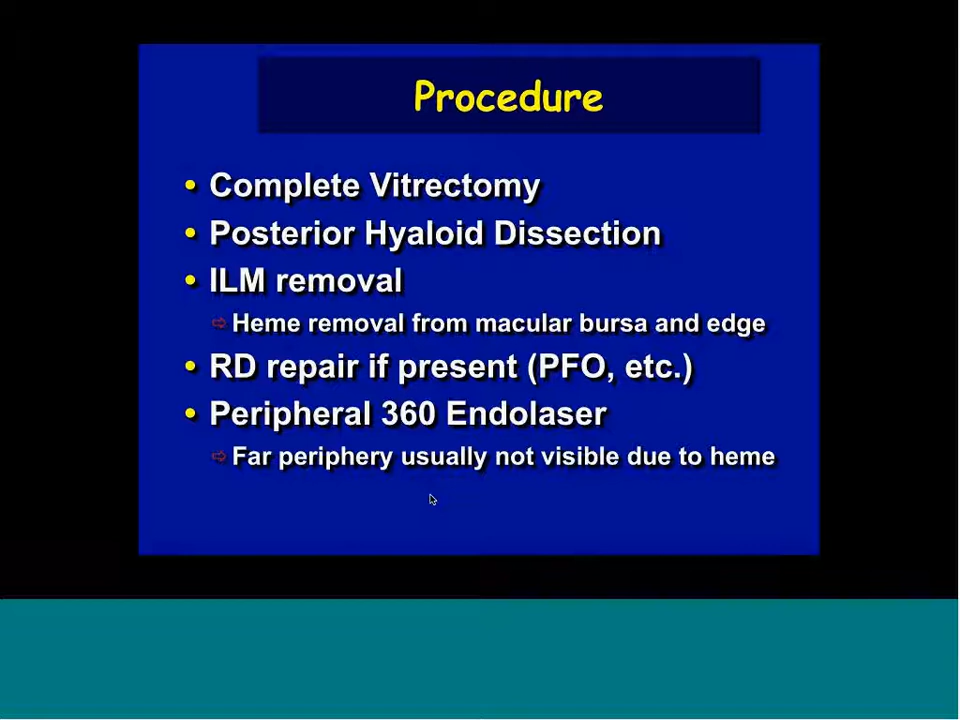 Procedure
• Complete Vitrectomy
• Posterior Hyaloid Dissection
• ILM removal
⇨ Heme removal from macular bursa and edge
• RD repair if present (PFO, etc.)
• Peripheral 360 Endolaser
⇨ Far periphery usually not visible due to heme